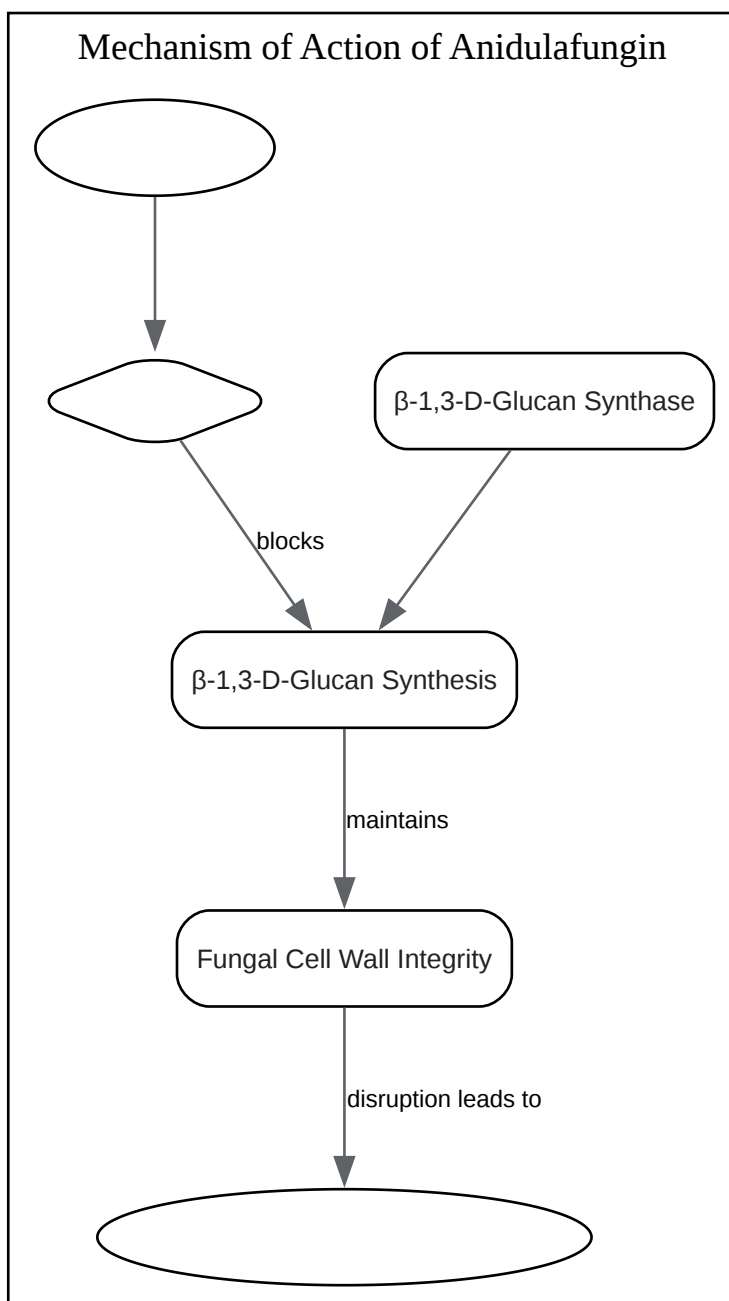 Mechanism of Action of Anidulafungin
β-1,3-D-Glucan Synthase
blocks
β-1,3-D-Glucan Synthesis
maintains
Fungal Cell Wall Integrity
disruption leads to